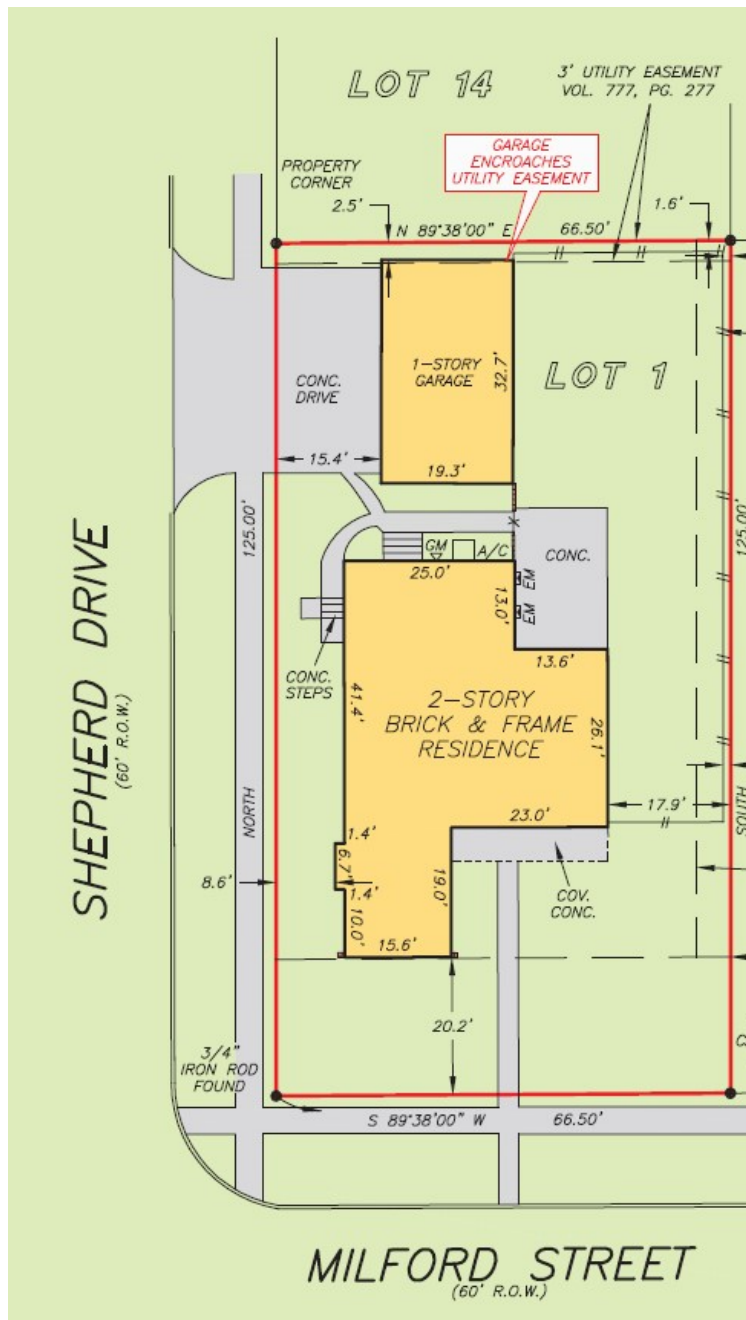 LOT 14
3' UTILITY EASEMENT
VOL. 777, PG. 277
GARAGE
ENCROACHES
UTILITY EASEMENT
PROPERTY
CORNER
2.5'
1.6'
N 89°38'00" E 66.50'
1-STORY
GARAGE
32.7'
LOT 1
CONC.
DRIVE
15.4'
19.3'
125.00'
125.00'
GM
A/C
CONC.
25.0'
13.0'
EM
EM
13.6'
CONC.
STEPS
41.4'
2-STORY
BRICK & FRAME
RESIDENCE
26.1'
SHEPHERD DRIVE
(60' R.O.W.)
NORTH
SOUTH
17.9'
23.0'
1.4'
6.7'
8.6'
1.4'
10.0'
19.0'
COV.
CONC.
15.6'
20.2'
3/4"
IRON ROD
FOUND
S 89°38'00" W 66.50'
MILFORD STREET
(60' R.O.W.)